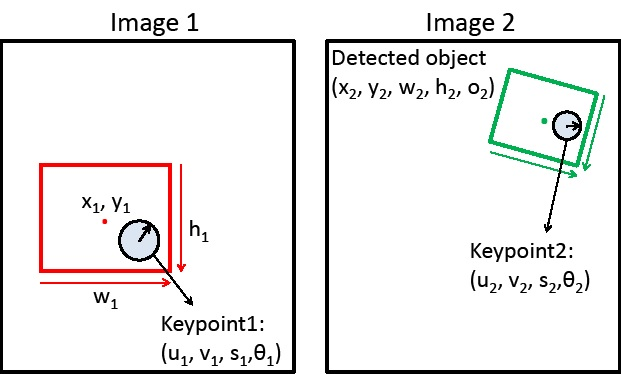 Image 1
Image 2
Detected object
(x₂, y₂, w₂, h₂, o₂)
x₁, y₁
h₁
w₁
Keypoint1:
(u₁, v₁, s₁,θ₁)
Keypoint2:
(u₂, v₂, s₂,θ₂)